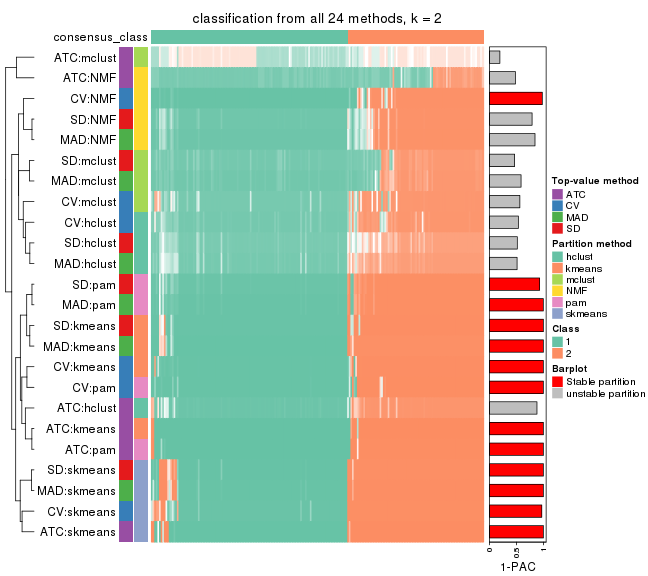 classification from all 24 methods, k = 2
consensus_class
ATC:mclust
ATC:NMF
CV:NMF
SD:NMF
MAD:NMF
SD:mclust
MAD:mclust
CV:mclust
CV:hclust
SD:hclust
MAD:hclust
SD:pam
MAD:pam
SD:kmeans
MAD:kmeans
CV:kmeans
CV:pam
ATC:hclust
ATC:kmeans
ATC:pam
SD:skmeans
MAD:skmeans
CV:skmeans
ATC:skmeans
0
0.5
1
1-PAC
Top-value method
ATC
CV
MAD
SD
Partition method
hclust
kmeans
mclust
NMF
pam
skmeans
Class
1
2
Barplot
Stable partition
unstable partition